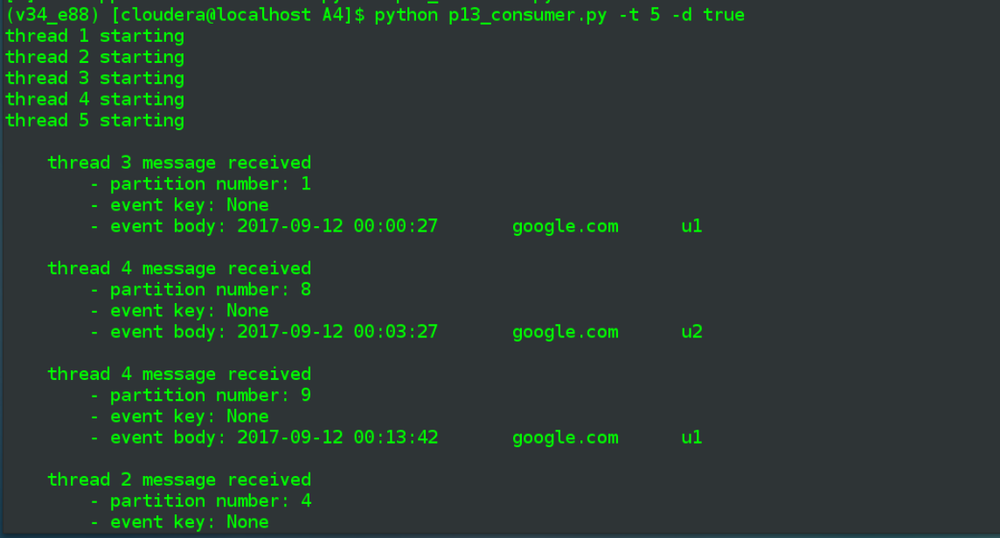 (v34_e88) [cloudera@localhost A4]$ python p13_consumer.py -t 5 -d true
thread 1 starting
thread 2 starting
thread 3 starting
thread 4 starting
thread 5 starting
thread 3 message received
- partition number: 1
- event key: None
- event body: 2017-09-12 00:00:27 google.com u1
thread 4 message received
- partition number: 8
- event key: None
- event body: 2017-09-12 00:03:27 google.com u2
thread 4 message received
- partition number: 9
- event key: None
- event body: 2017-09-12 00:13:42 google.com u1
thread 2 message received
- partition number: 4
- event key: None